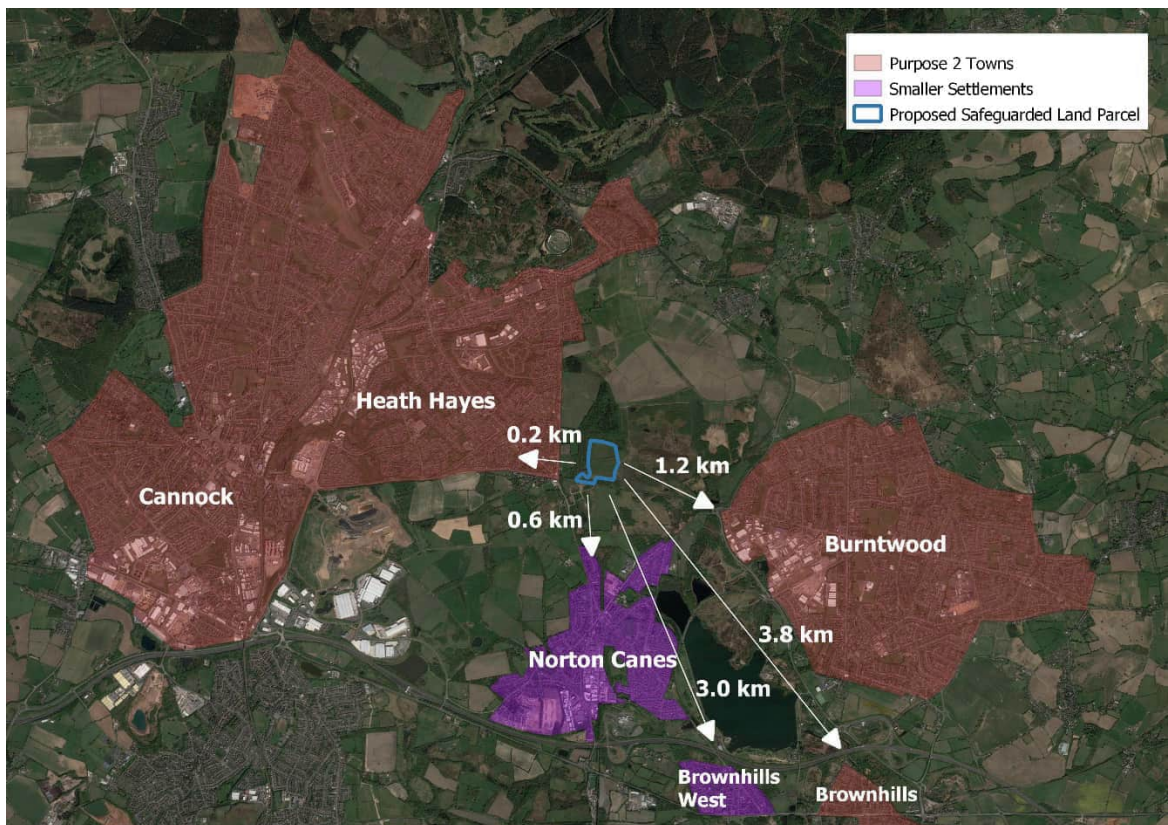 Purpose 2 Towns
Smaller Settlements
Proposed Safeguarded Land Parcel
Heath Hayes
0.2 km
1.2 km
Cannock
0.6 km
Burntwood
3.8 km
Norton Canes
3.0 km
Brownhills
West
Brownhills